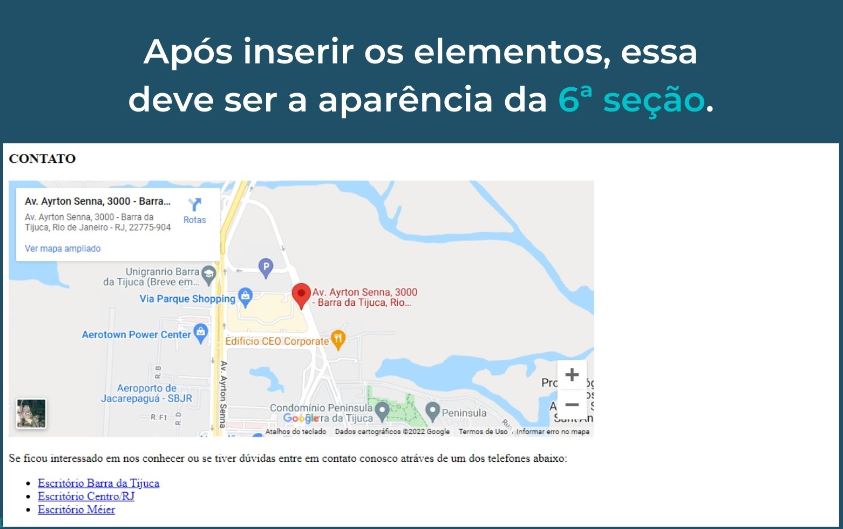 Após inserir os elementos, essa
deve ser a aparência da 6ª seção.
CONTATO
Av. Ayrton Senna, 3000 - Barra...
Av. Ayrton Senna, 3000 - Barra da
Tijuca, Rio de Janeiro - RJ, 22775-904
Rotas
Ver mapa ampliado
Unigranrio Barra
da Tijuca (Breve em...
P
Via Parque Shopping
Av. Ayrton Senna, 3000
- Barra da Tijuca, Rio...
Aerotown Power Center
Edifício CEO Corporate
R. B
R. D
Av. Ayrton Senna
Aeroporto de
Jacarepaguá - SBJR
R. F1
+
−
Condomínio Península
Barra da Tijuca
Península
Google
Atalhos do teclado
Dados cartográficos ©2022 Google
Termos de Uso
Informar erro no mapa
Se ficou interessado em nos conhecer ou se tiver dúvidas entre em contato conosco atráves de um dos telefones abaixo:
Escritório Barra da Tijuca
Escritório Centro/RJ
Escritório Méier